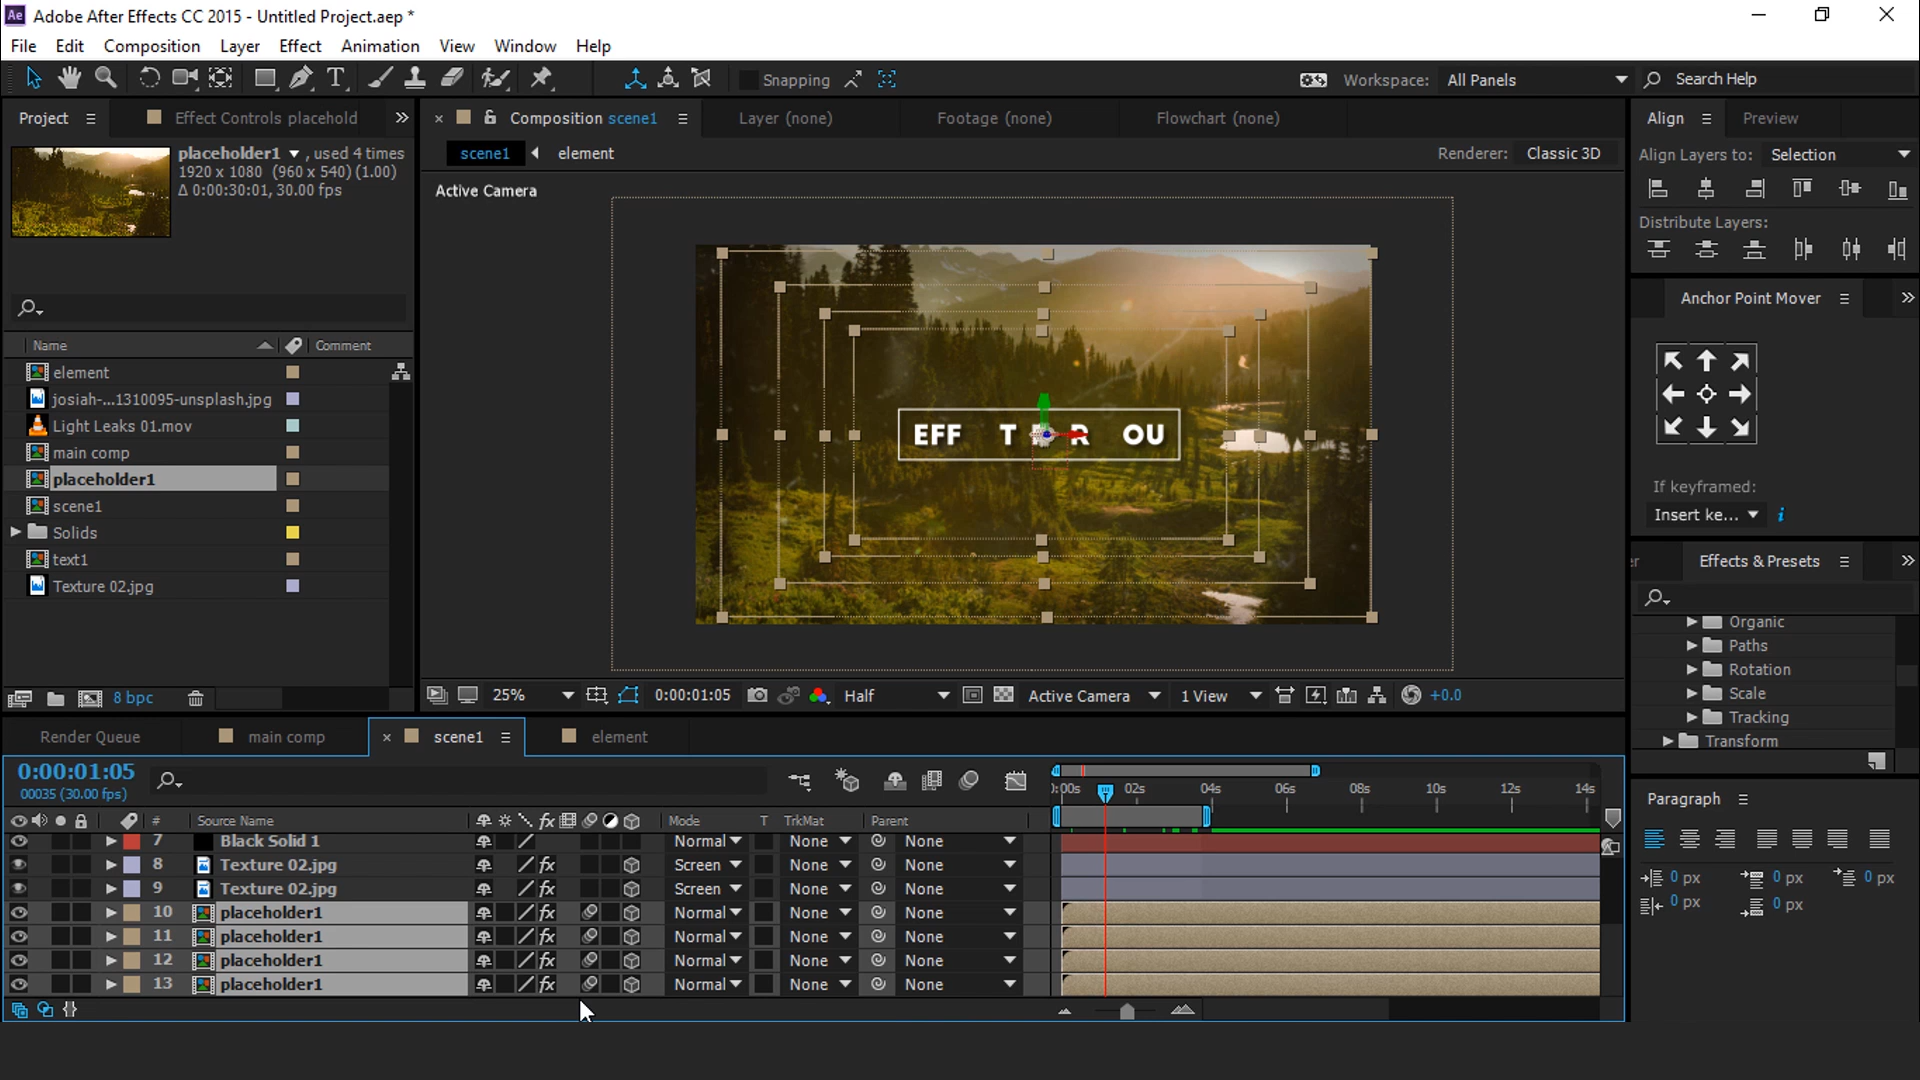 Ae Adobe After Effects CC 2015 - Untitled Project.aep *
File Edit Composition Layer Effect Animation View Window Help
Snapping Workspace: All Panels Search Help
Project Effect Controls placehold Composition scene1 Layer (none) Footage (none) Flowchart (none) Align Preview
placeholder1 , used 4 times
1920 x 1080 (960 x 540) (1.00)
Δ 0:00:30:01, 30.00 fps
scene1 element Renderer: Classic 3D
Align Layers to: Selection
Active Camera
Distribute Layers:
Anchor Point Mover
Name Comment
element
josiah-...1310095-unsplash.jpg
Light Leaks 01.mov
main comp
placeholder1
scene1
Solids
text1
Texture 02.jpg
EFF T R OU
If keyframed:
Insert ke... i
Effects & Presets
Organic
Paths
Rotation
Scale
Tracking
Transform
8 bpc
25% 0:00:01:05 Half Active Camera 1 View +0.0
Render Queue main comp scene1 element
0:00:01:05
00035 (30.00 fps)
02s 04s 06s 08s 10s 12s 14s
# Source Name fx Mode T TrkMat Parent
7 Black Solid 1 Normal None None
8 Texture 02.jpg fx Screen None None
9 Texture 02.jpg fx Screen None None
10 placeholder1 fx Normal None None
11 placeholder1 fx Normal None None
12 placeholder1 fx Normal None None
13 placeholder1 fx Normal None None
Paragraph
0 px 0 px 0 px
0 px 0 px